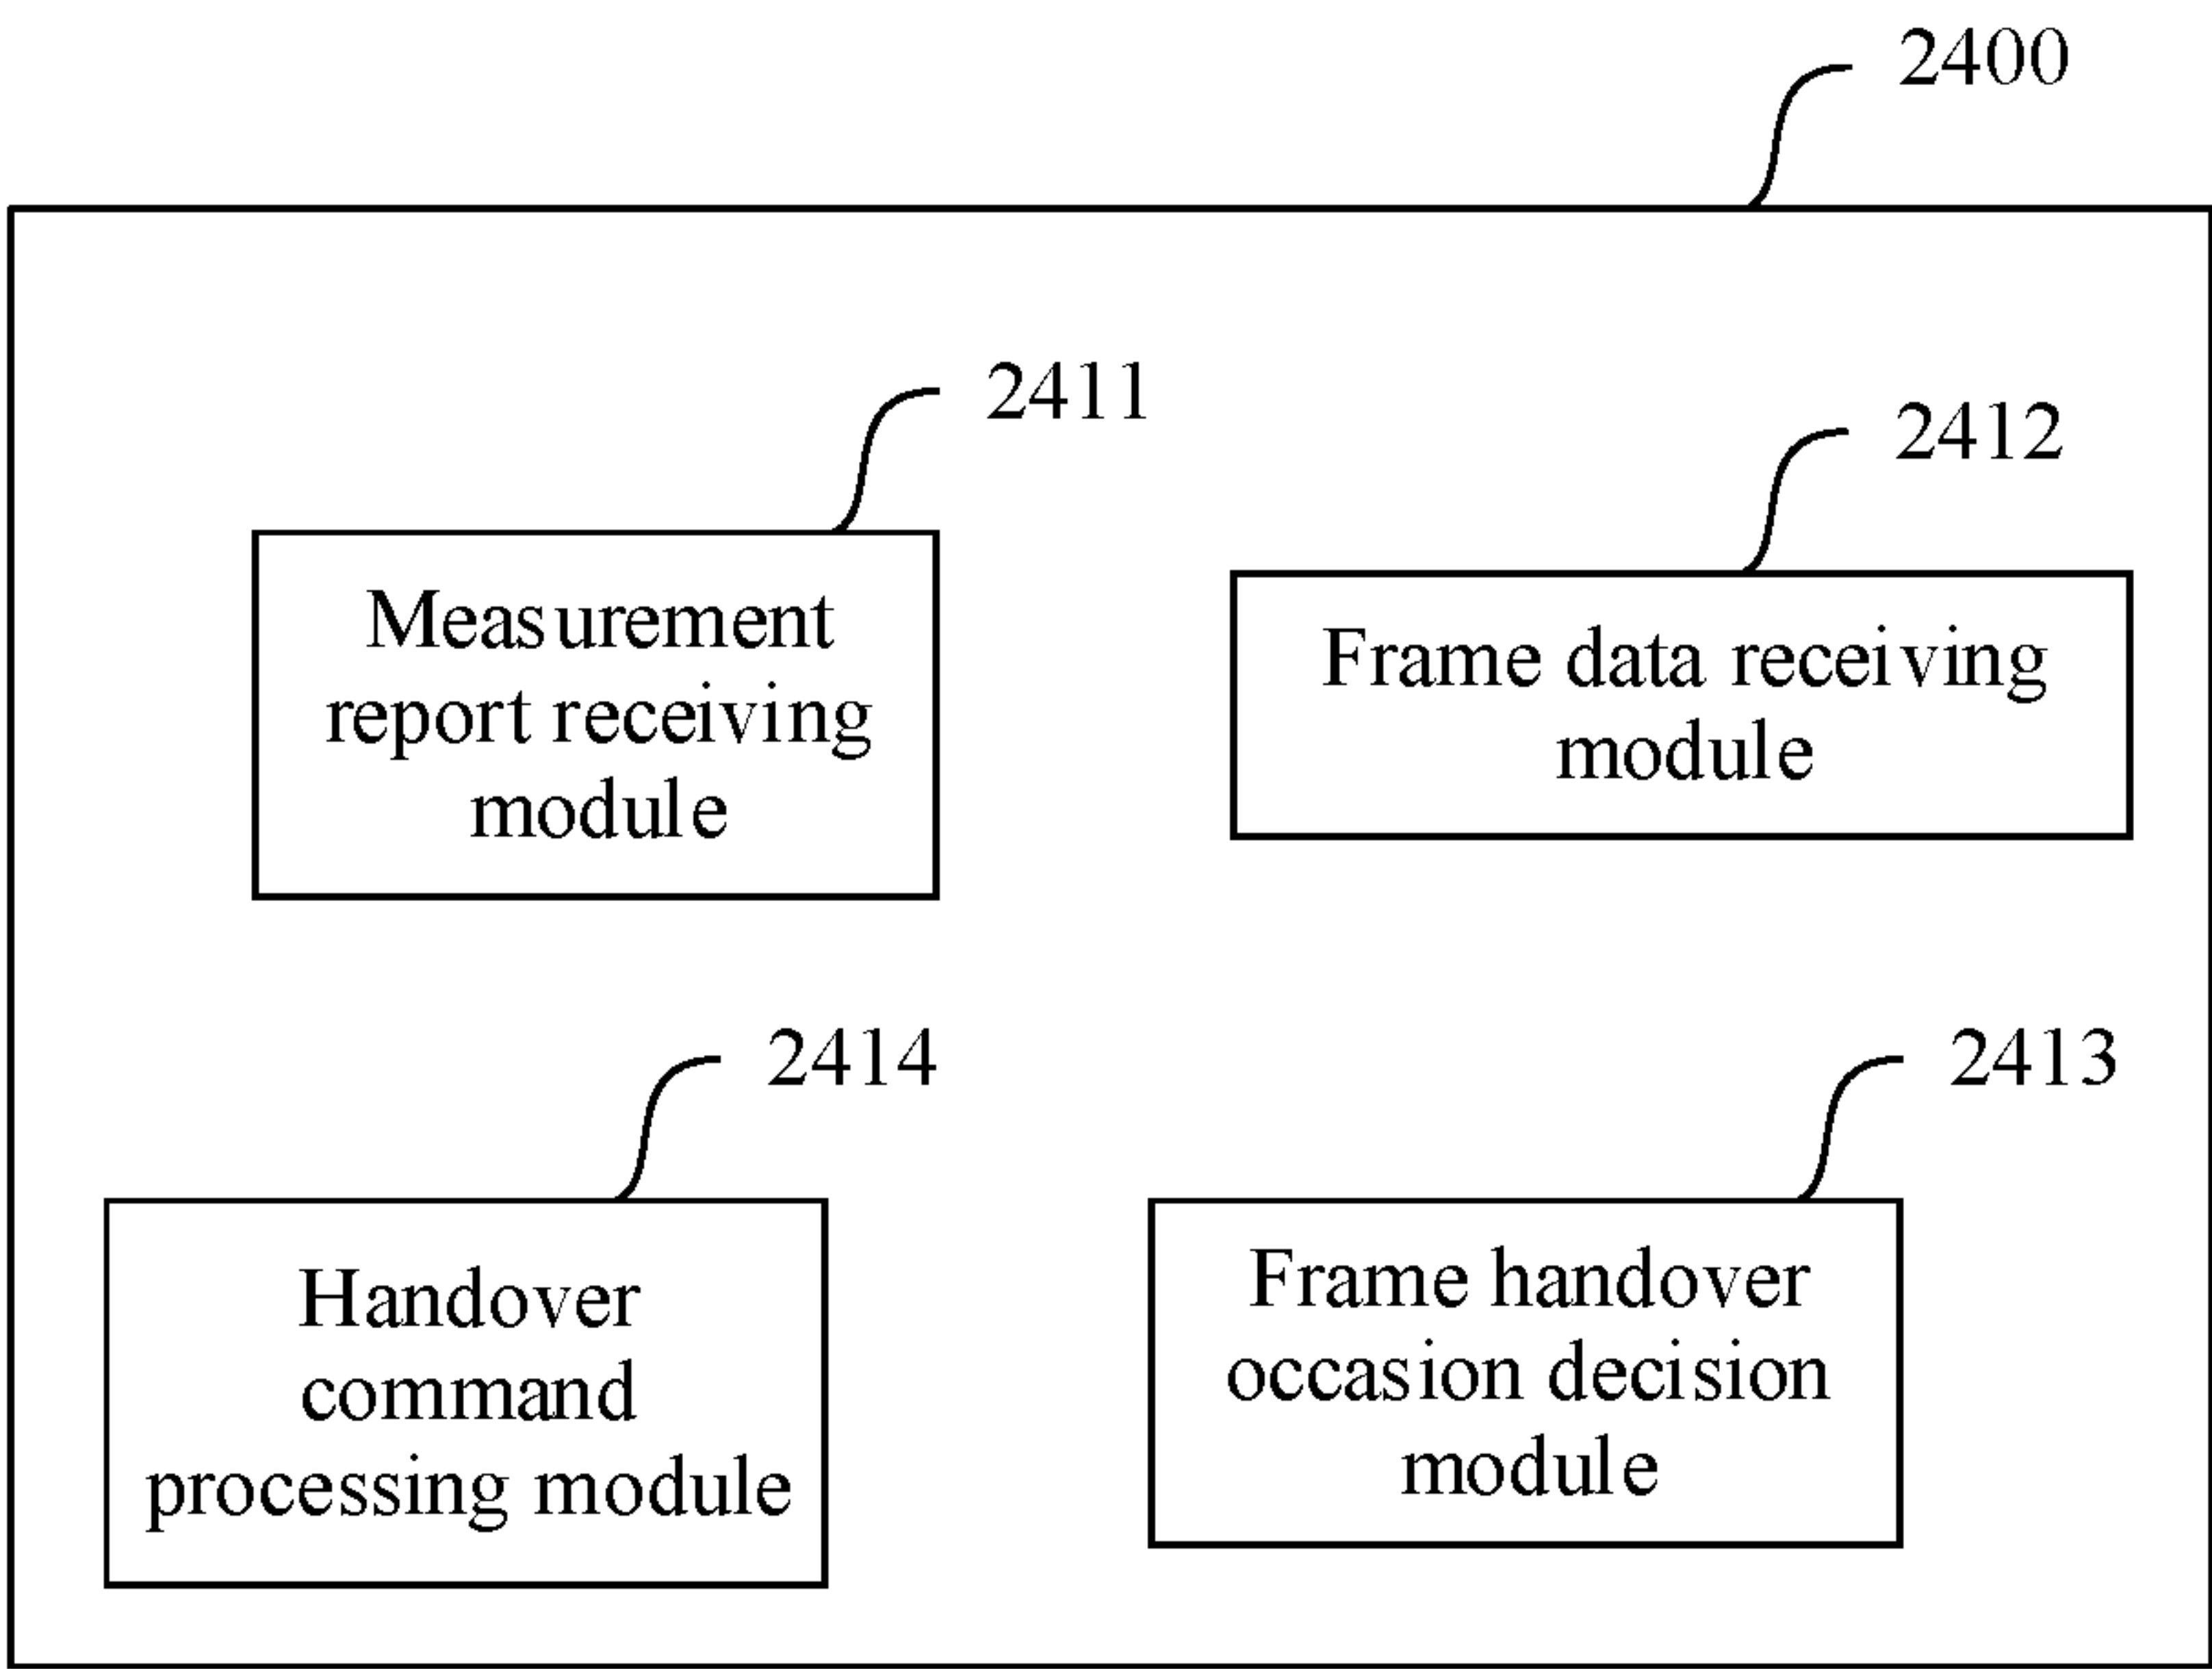 2400
2411
2412
Measurement
report receiving
module
Frame data receiving
module
2414
2413
Handover
command
processing module
Frame handover
occasion decision
module